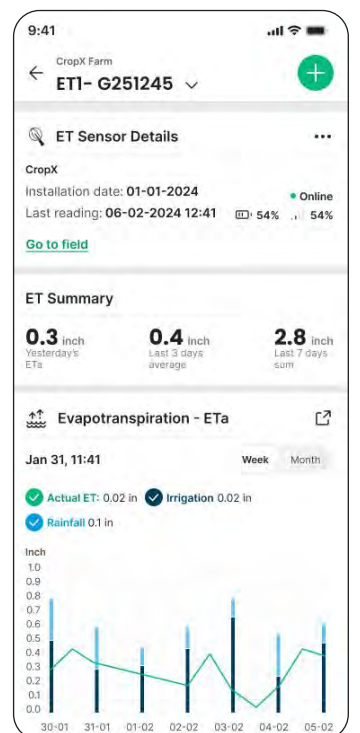 9:41
CropX Farm
ET1- G251245
ET Sensor Details
CropX
Installation date: 01-01-2024
Online
Last reading: 06-02-2024 12:41 54% 54%
Go to field
ET Summary
0.3 inch 0.4 inch 2.8 inch
Yesterday's Last 3 days Last 7 days
ETa average sum
Evapotranspiration - ETa
Jan 31, 11:41 Week Month
Actual ET: 0.02 in Irrigation 0.02 in
Rainfall 0.1 in
Inch
1.0
0.9
0.8
0.7
0.6
0.5
0.4
0.3
0.2
0.1
0.0
30-01 31-01 01-02 02-02 03-02 04-02 05-02